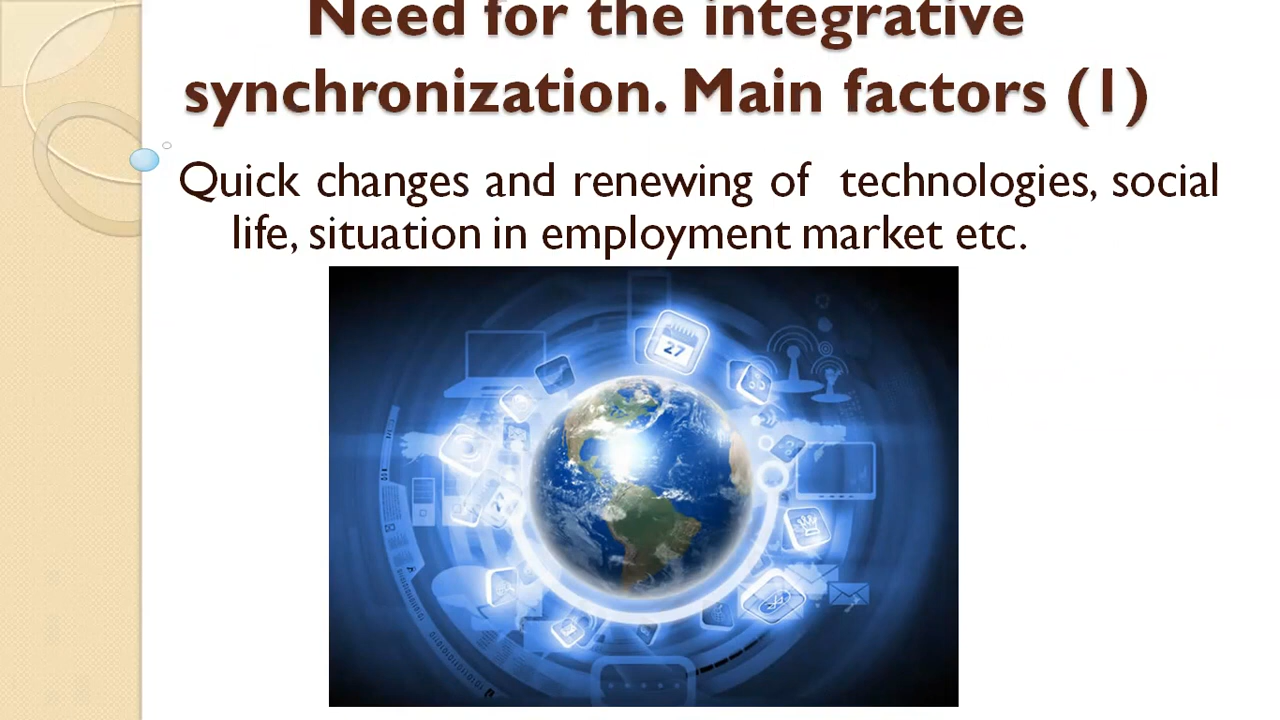 Need for the integrative
synchronization. Main factors (1)
Quick changes and renewing of technologies, social
life, situation in employment market etc.
27